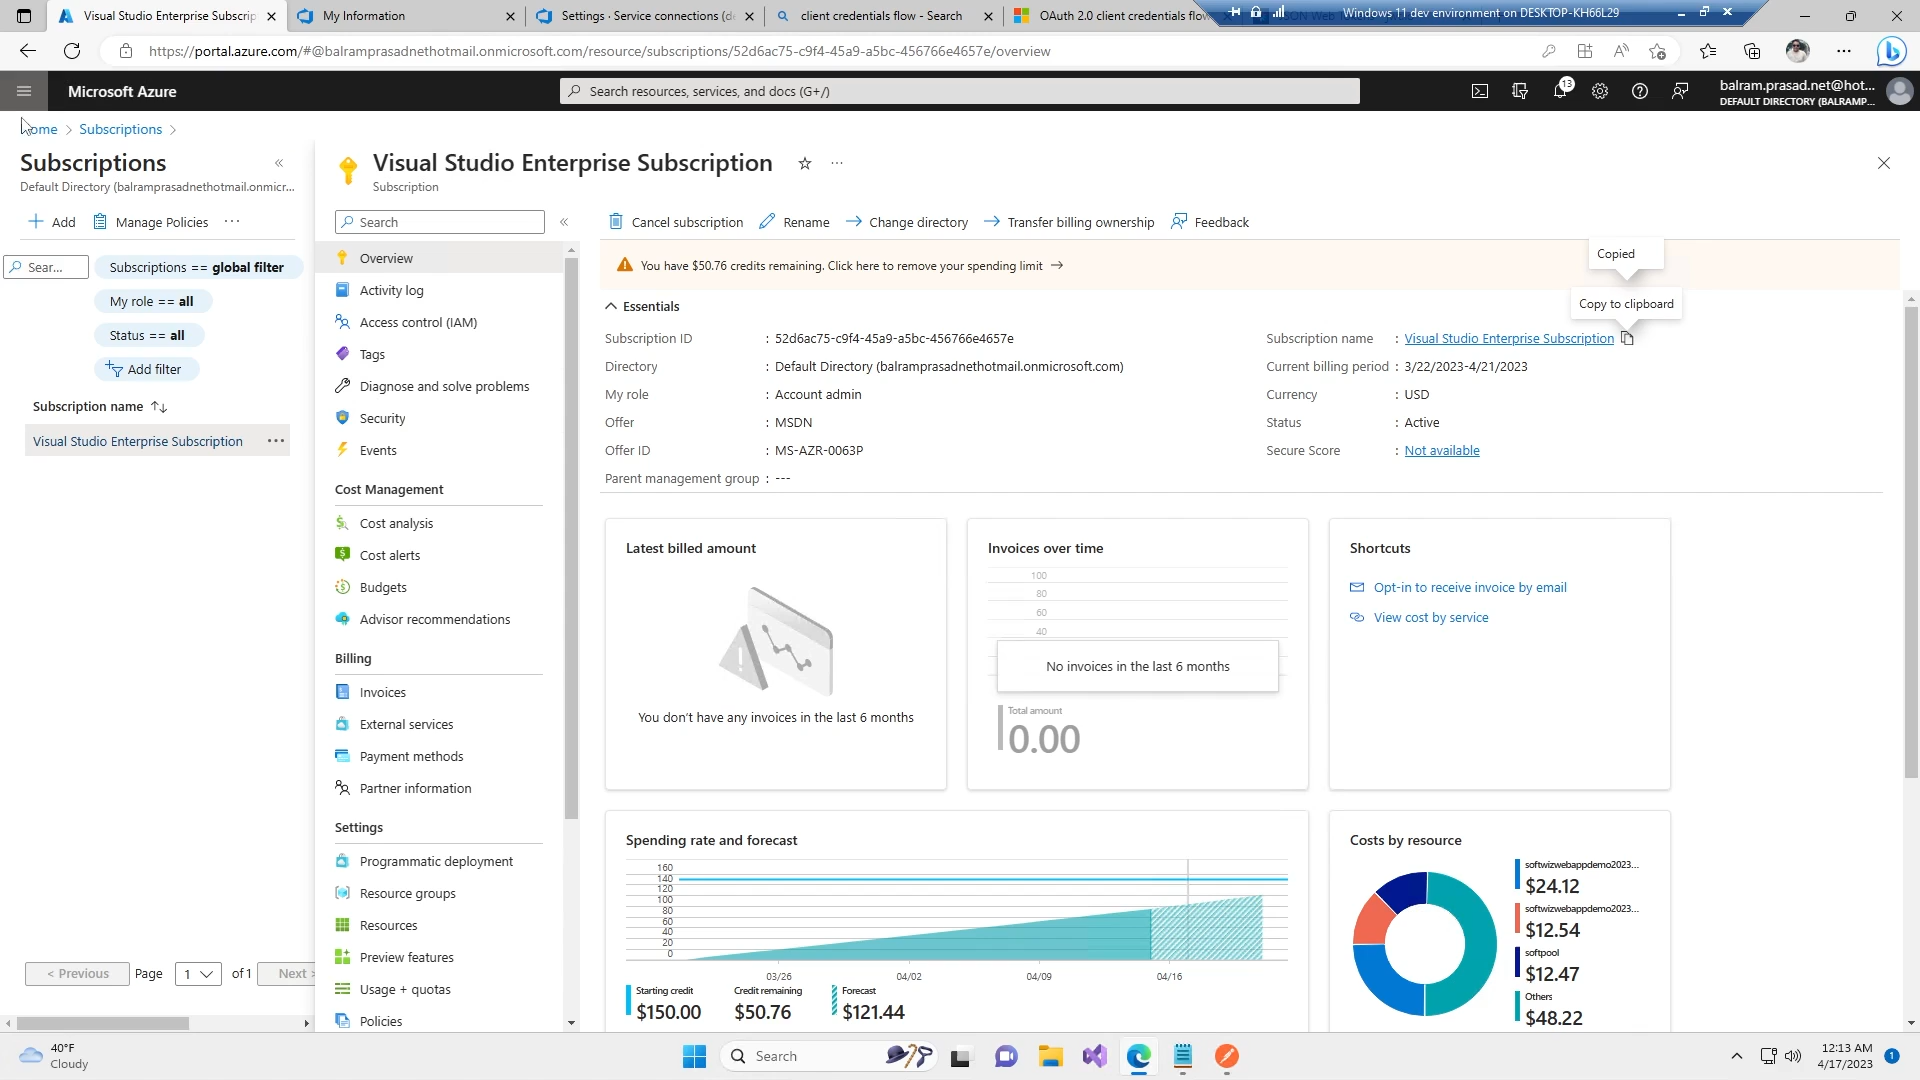 Visual Studio Enterprise Subscrip
My Information
Settings · Service connections (de
client credentials flow - Search
OAuth 2.0 client credentials flow
Windows 11 dev environment on DESKTOP-KH66L29
https://portal.azure.com/#@balramprasadnethotmail.onmicrosoft.com/resource/subscriptions/52d6ac75-c9f4-45a9-a5bc-456766e4657e/overview
Microsoft Azure
Search resources, services, and docs (G+/)
13
balram.prasad.net@hot...
DEFAULT DIRECTORY (BALRAMP...
Home > Subscriptions >
Subscriptions
Default Directory (balramprasadnethotmail.onmicr...
Add
Manage Policies
...
Sear...
Subscriptions == global filter
My role == all
Status == all
Add filter
Subscription name
Visual Studio Enterprise Subscription
...
< Previous
Page
1
of 1
Next >
Visual Studio Enterprise Subscription
...
Subscription
Search
Overview
Activity log
Access control (IAM)
Tags
Diagnose and solve problems
Security
Events
Cost Management
Cost analysis
Cost alerts
Budgets
Advisor recommendations
Billing
Invoices
External services
Payment methods
Partner information
Settings
Programmatic deployment
Resource groups
Resources
Preview features
Usage + quotas
Policies
Cancel subscription
Rename
Change directory
Transfer billing ownership
Feedback
You have $50.76 credits remaining. Click here to remove your spending limit →
Copied
Copy to clipboard
Essentials
Subscription ID : 52d6ac75-c9f4-45a9-a5bc-456766e4657e
Directory : Default Directory (balramprasadnethotmail.onmicrosoft.com)
My role : Account admin
Offer : MSDN
Offer ID : MS-AZR-0063P
Parent management group : ---
Subscription name : Visual Studio Enterprise Subscription
Current billing period : 3/22/2023-4/21/2023
Currency : USD
Status : Active
Secure Score : Not available
Latest billed amount
You don't have any invoices in the last 6 months
Invoices over time
100
80
60
40
No invoices in the last 6 months
Total amount
0.00
Shortcuts
Opt-in to receive invoice by email
View cost by service
Spending rate and forecast
160
140
120
100
80
60
40
20
0
03/26
04/02
04/09
04/16
Starting credit
$150.00
Credit remaining
$50.76
Forecast
$121.44
Costs by resource
softwizwebappdemo2023...
$24.12
softwizwebappdemo2023...
$12.54
softpool
$12.47
Others
$48.22
40°F
Cloudy
Search
12:13 AM
4/17/2023
1